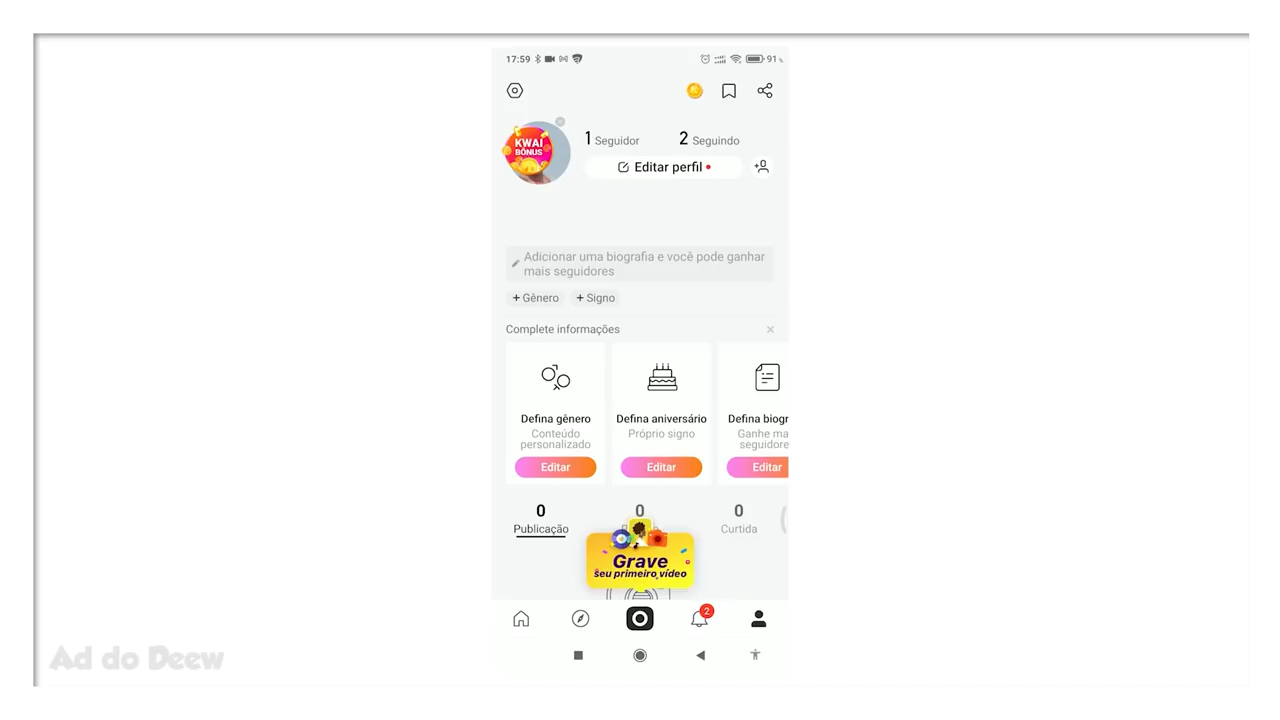 17:59
91
KWAI
BÔNUS
1 Seguidor
2 Seguindo
Editar perfil
Adicionar uma biografia e você pode ganhar
mais seguidores
+ Gênero
+ Signo
Complete informações
Defina gênero
Conteúdo
personalizado
Editar
Defina aniversário
Próprio signo
Editar
Defina biogr
Ganhe ma
seguidore
Editar
0
Publicação
0
0
Curtida
Grave
seu primeiro vídeo
2
Ad do Deew